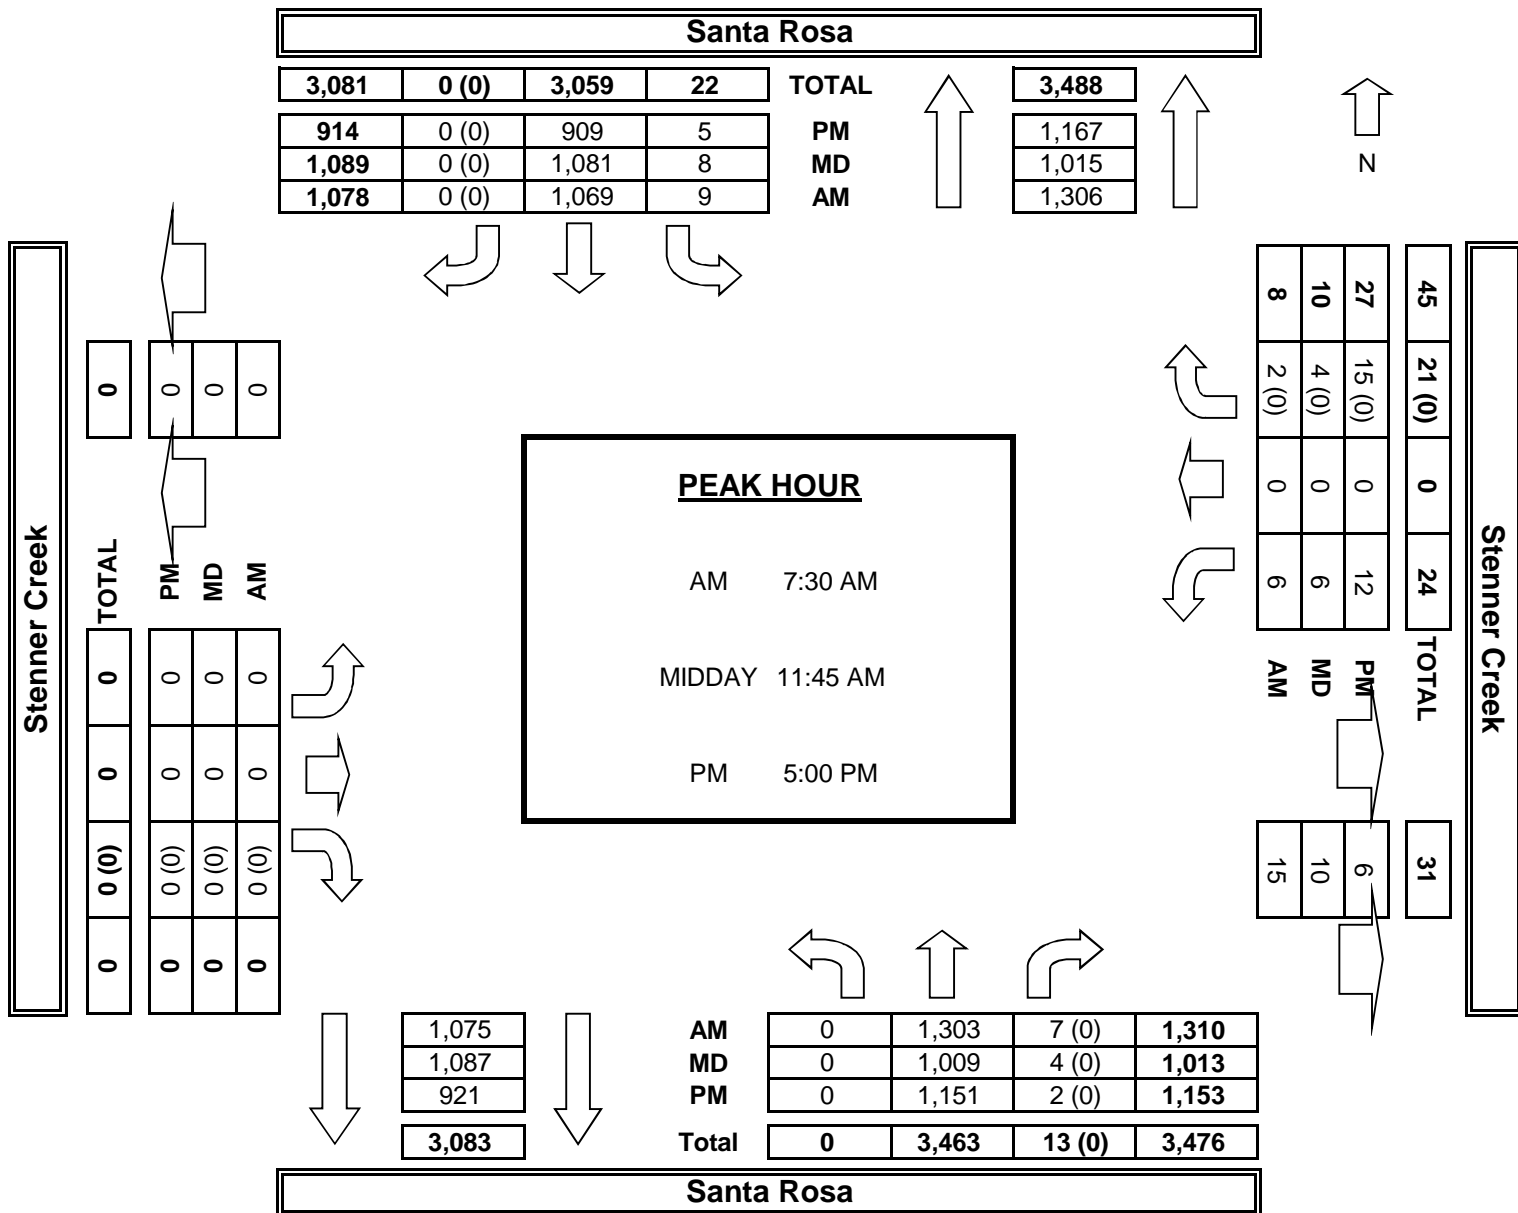 Santa Rosa
3,081 0 (0) 3,059 22 TOTAL 3,488
914 0 (0) 909 5 PM 1,167
1,089 0 (0) 1,081 8 MD 1,015
1,078 0 (0) 1,069 9 AM 1,306
N
Stenner Creek
TOTAL 0 0 0 0 (0) 0
PM 0 0 0 0 (0) 0
MD 0 0 0 0 (0) 0
AM 0 0 0 0 (0) 0
PEAK HOUR
AM 7:30 AM
MIDDAY 11:45 AM
PM 5:00 PM
45 21 (0) 0 24 TOTAL 31
27 15 (0) 0 12 PM 6
10 4 (0) 0 6 MD 10
8 2 (0) 0 6 AM 15
Stenner Creek
1,075 AM 0 1,303 7 (0) 1,310
1,087 MD 0 1,009 4 (0) 1,013
921 PM 0 1,151 2 (0) 1,153
3,083 Total 0 3,463 13 (0) 3,476
Santa Rosa